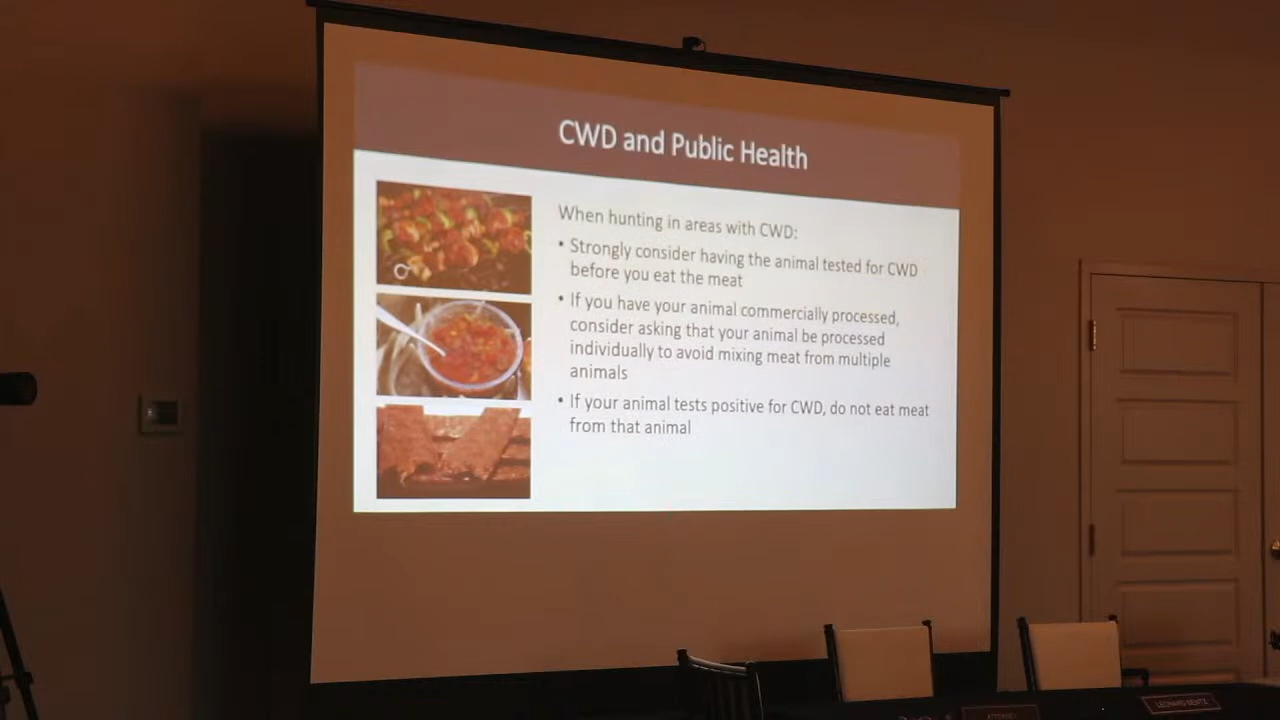 CWD and Public Health
When hunting in areas with CWD:
• Strongly consider having the animal tested for CWD
before you eat the meat
• If you have your animal commercially processed,
consider asking that your animal be processed
individually to avoid mixing meat from multiple
animals
• If your animal tests positive for CWD, do not eat meat
from that animal
ATTORNEY
LEONARD BENTZ